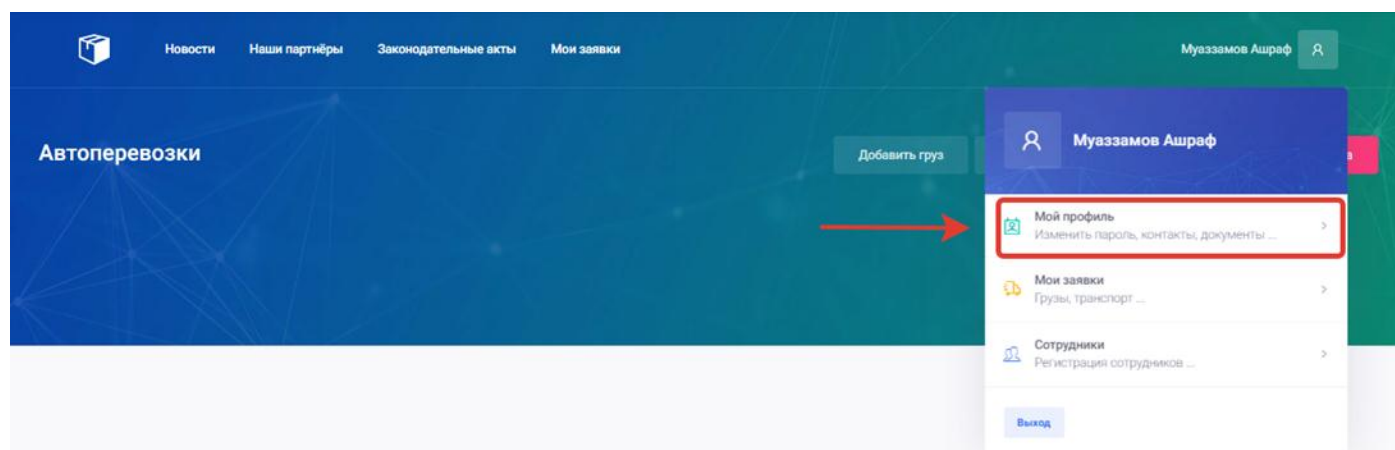 Новости Наши партнёры Законодательные акты Мои заявки Муаззамов Ашраф
Автоперевозки
Добавить груз
Муаззамов Ашраф
Мой профиль
Изменить пароль, контакты, документы ...
Мои заявки
Грузы, транспорт ...
Сотрудники
Регистрация сотрудников ...
Выход